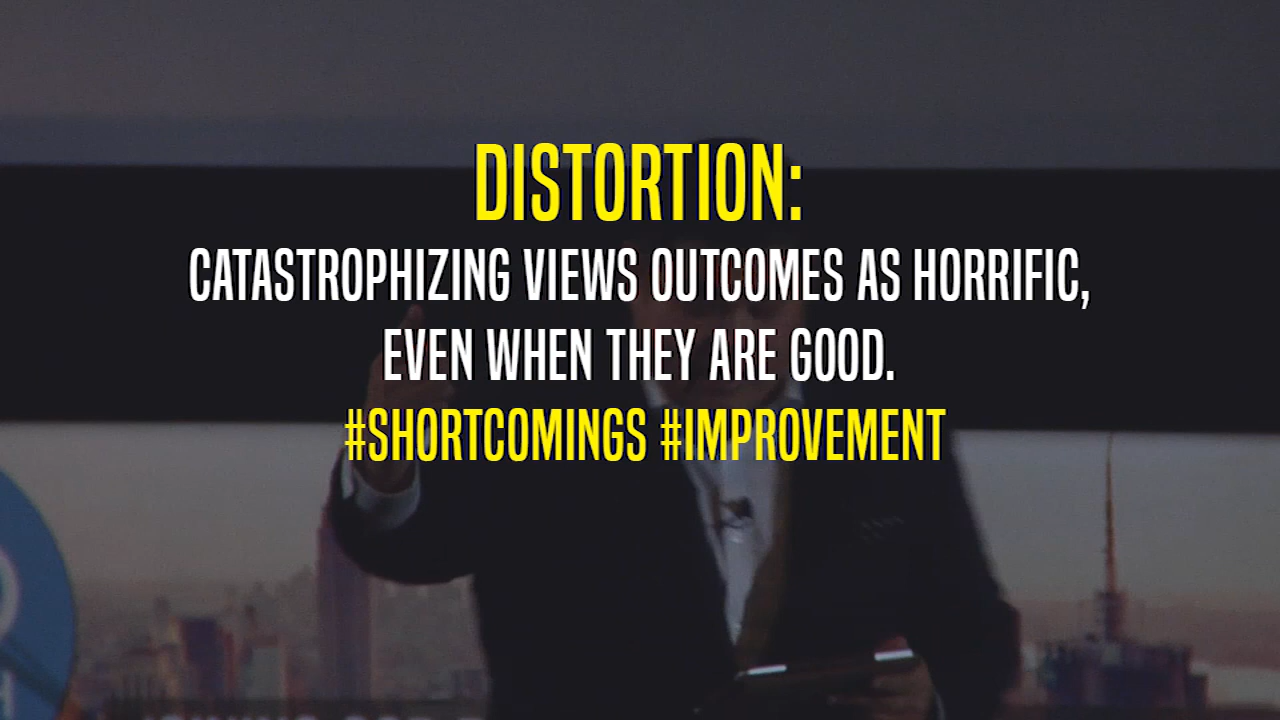 DISTORTION:
CATASTROPHIZING VIEWS OUTCOMES AS HORRIFIC,
EVEN WHEN THEY ARE GOOD.
#SHORTCOMINGS #IMPROVEMENT